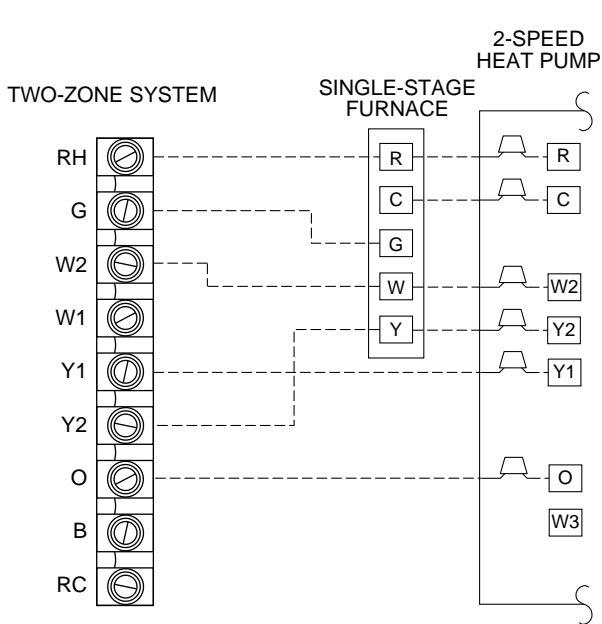 2-SPEED
HEAT PUMP
TWO-ZONE SYSTEM
SINGLE-STAGE
FURNACE
RH
R
R
C
C
G
G
W2
W
W2
W1
Y
Y2
Y1
Y1
Y2
O
O
B
W3
RC